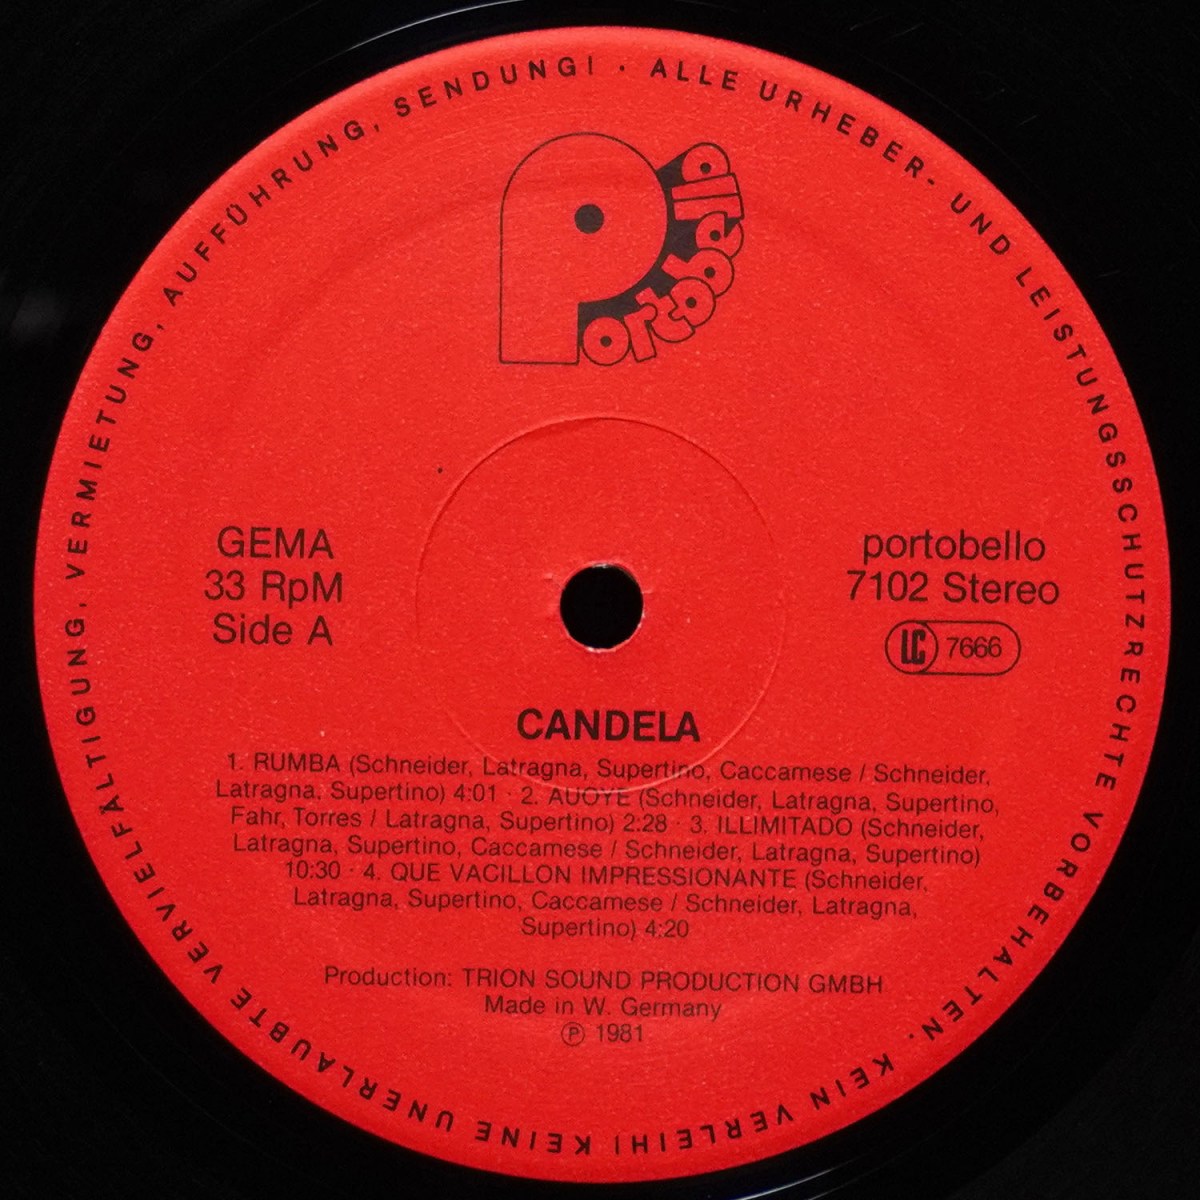 ALLE URHEBER- UND LEISTUNGSSCHUTZRECHTE VORBEHALTEN. KEIN VERLEIH! KEINE UNERLAUBTE VERVIELFÄLTIGUNG, VERMIETUNG, AUFFÜHRUNG, SENDUNG! ·
Portobello
GEMA
33 RpM
Side A
portobello
7102 Stereo
LC 7666
CANDELA
1. RUMBA (Schneider, Latragna, Supertino, Caccamese / Schneider,
Latragna, Supertino) 4:01 · 2. AUOYE (Schneider, Latragna, Supertino,
Fahr, Torres / Latragna, Supertino) 2:28 · 3. ILLIMITADO (Schneider,
Latragna, Supertino, Caccamese / Schneider, Latragna, Supertino)
10:30 · 4. QUE VACILLON IMPRESSIONANTE (Schneider,
Latragna, Supertino, Caccamese / Schneider, Latragna,
Supertino) 4:20
Production: TRION SOUND PRODUCTION GMBH
Made in W. Germany
℗ 1981